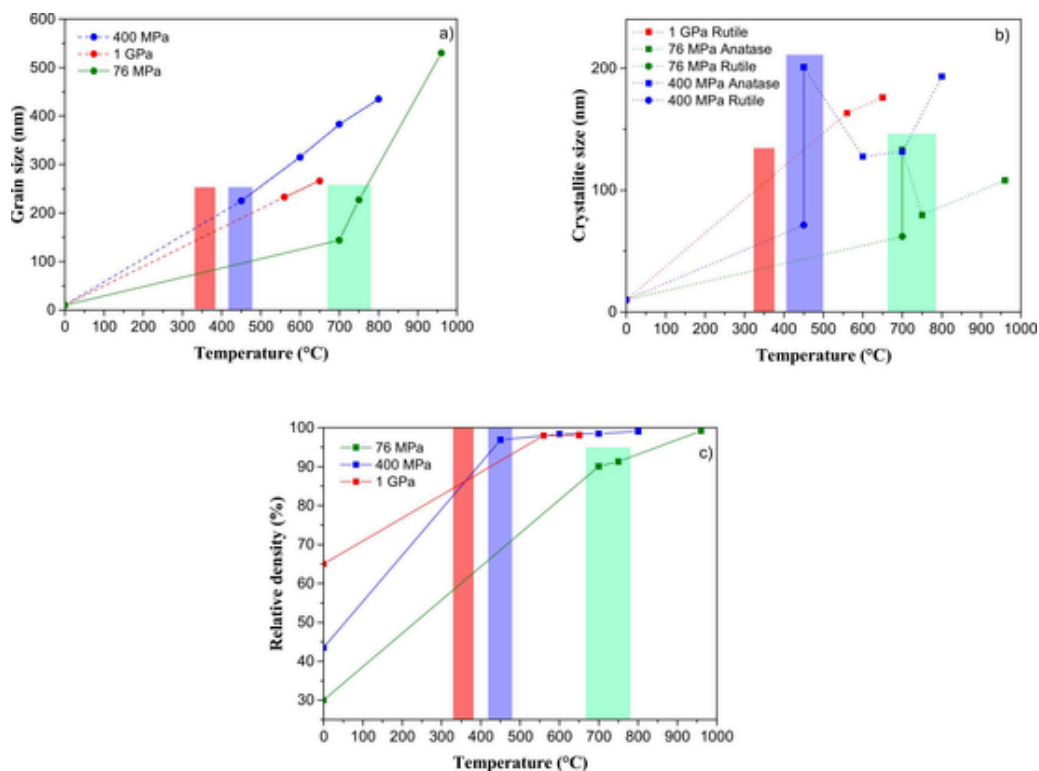 a)
400 MPa
1 GPa
76 MPa
600
500
400
300
200
100
0
Grain size (nm)
0 100 200 300 400 500 600 700 800 900 1000
Temperature (°C)
b)
1 GPa Rutile
76 MPa Anatase
76 MPa Rutile
400 MPa Anatase
400 MPa Rutile
200
100
0
Crystallite size (nm)
0 100 200 300 400 500 600 700 800 900 1000
Temperature (°C)
c)
76 MPa
400 MPa
1 GPa
100
90
80
70
60
50
40
30
Relative density (%)
0 100 200 300 400 500 600 700 800 900 1000
Temperature (°C)